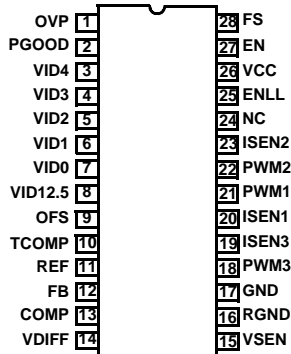 OVP 1 28 FS
PGOOD 2 27 EN
VID4 3 26 VCC
VID3 4 25 ENLL
VID2 5 24 NC
VID1 6 23 ISEN2
VID0 7 22 PWM2
VID12.5 8 21 PWM1
OFS 9 20 ISEN1
TCOMP 10 19 ISEN3
REF 11 18 PWM3
FB 12 17 GND
COMP 13 16 RGND
VDIFF 14 15 VSEN